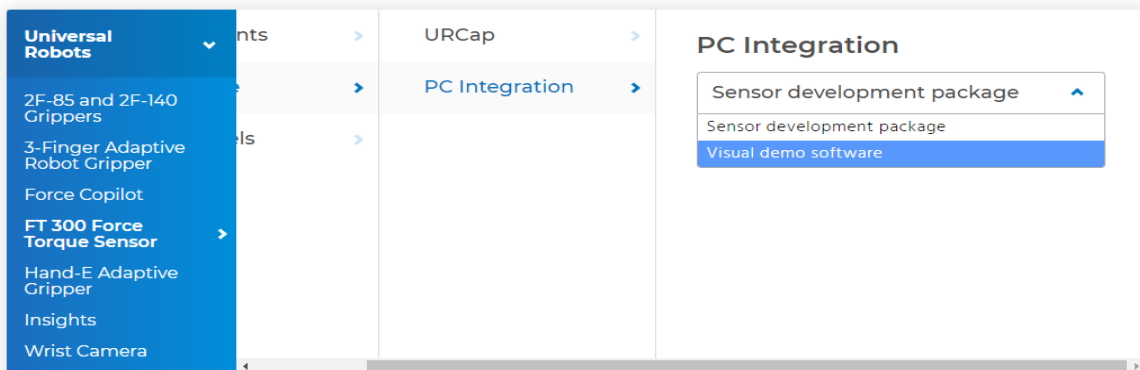 Universal
Robots
2F-85 and 2F-140
Grippers
3-Finger Adaptive
Robot Gripper
Force Copilot
FT 300 Force
Torque Sensor
Hand-E Adaptive
Gripper
Insights
Wrist Camera
nts
e
els
URCap
PC Integration
PC Integration
Sensor development package
Sensor development package
Visual demo software